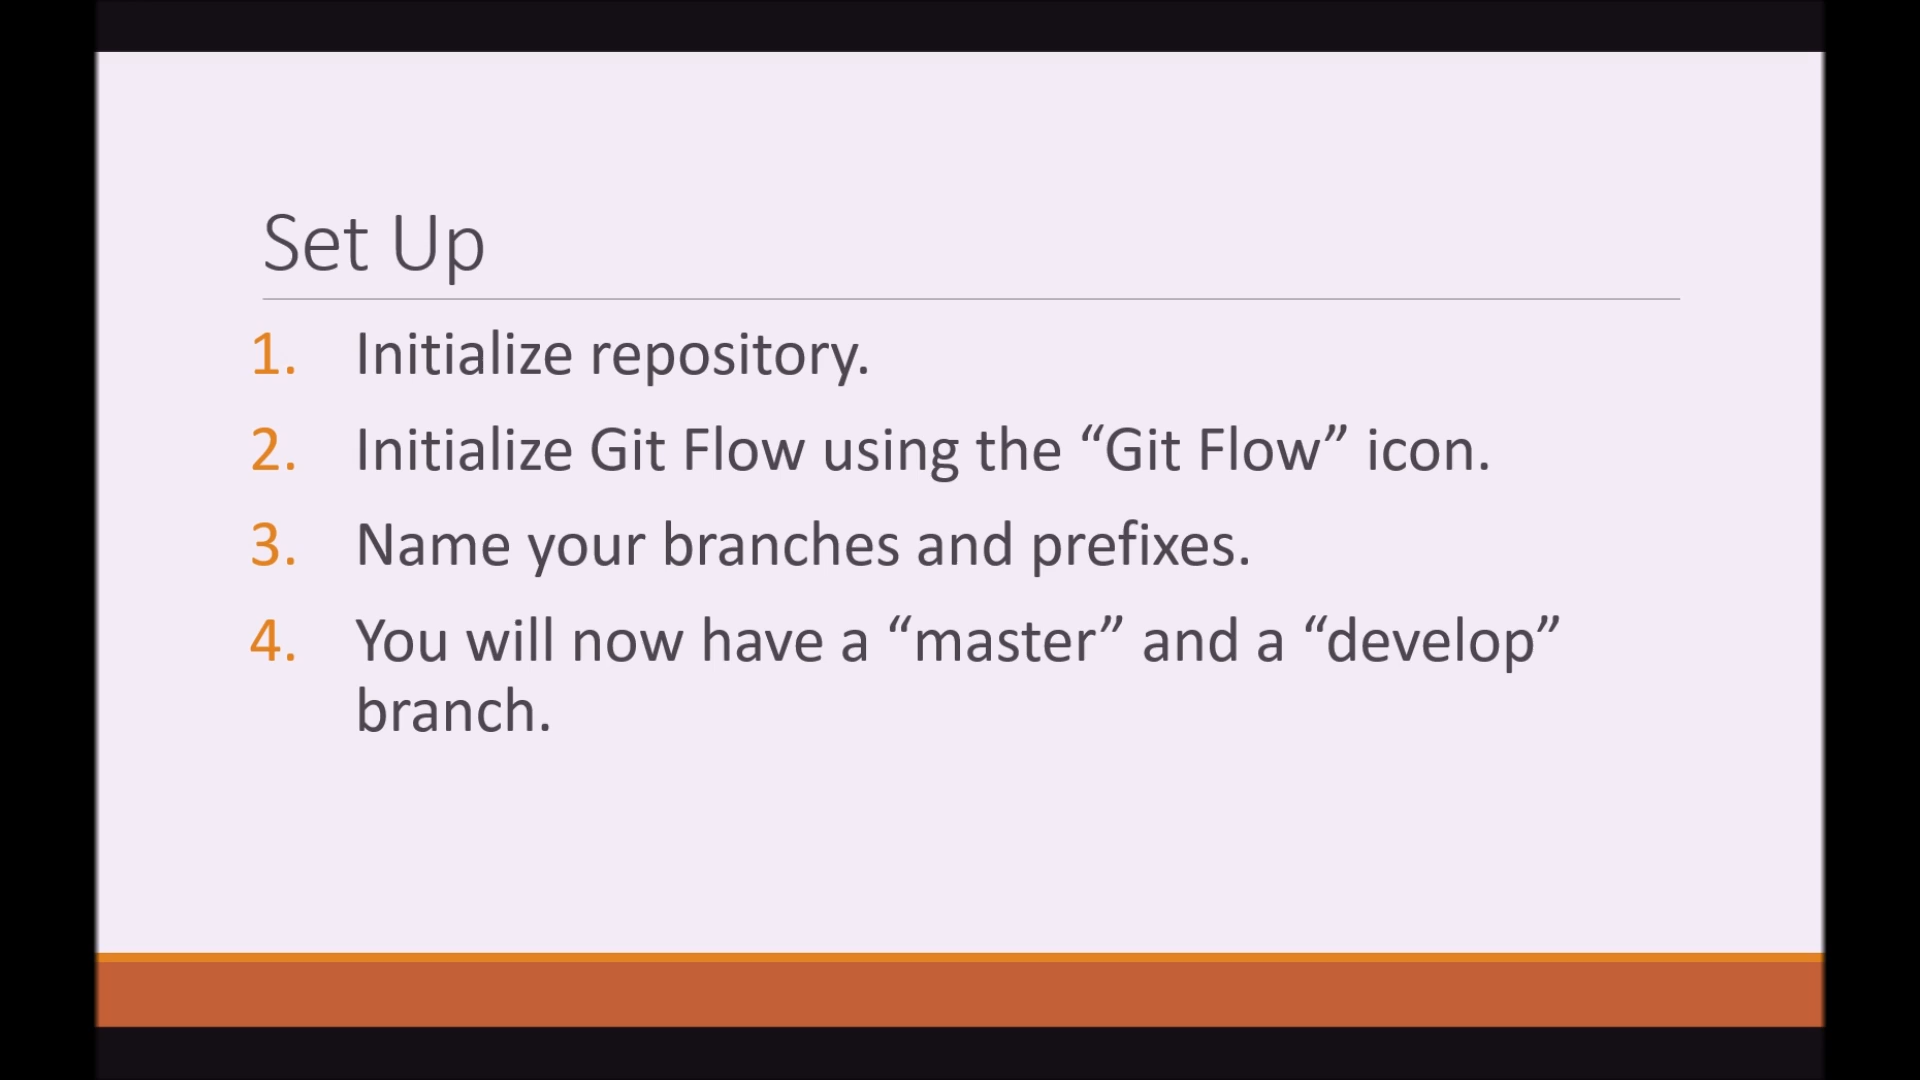 Set Up
1. Initialize repository.
2. Initialize Git Flow using the “Git Flow” icon.
3. Name your branches and prefixes.
4. You will now have a “master” and a “develop”
branch.